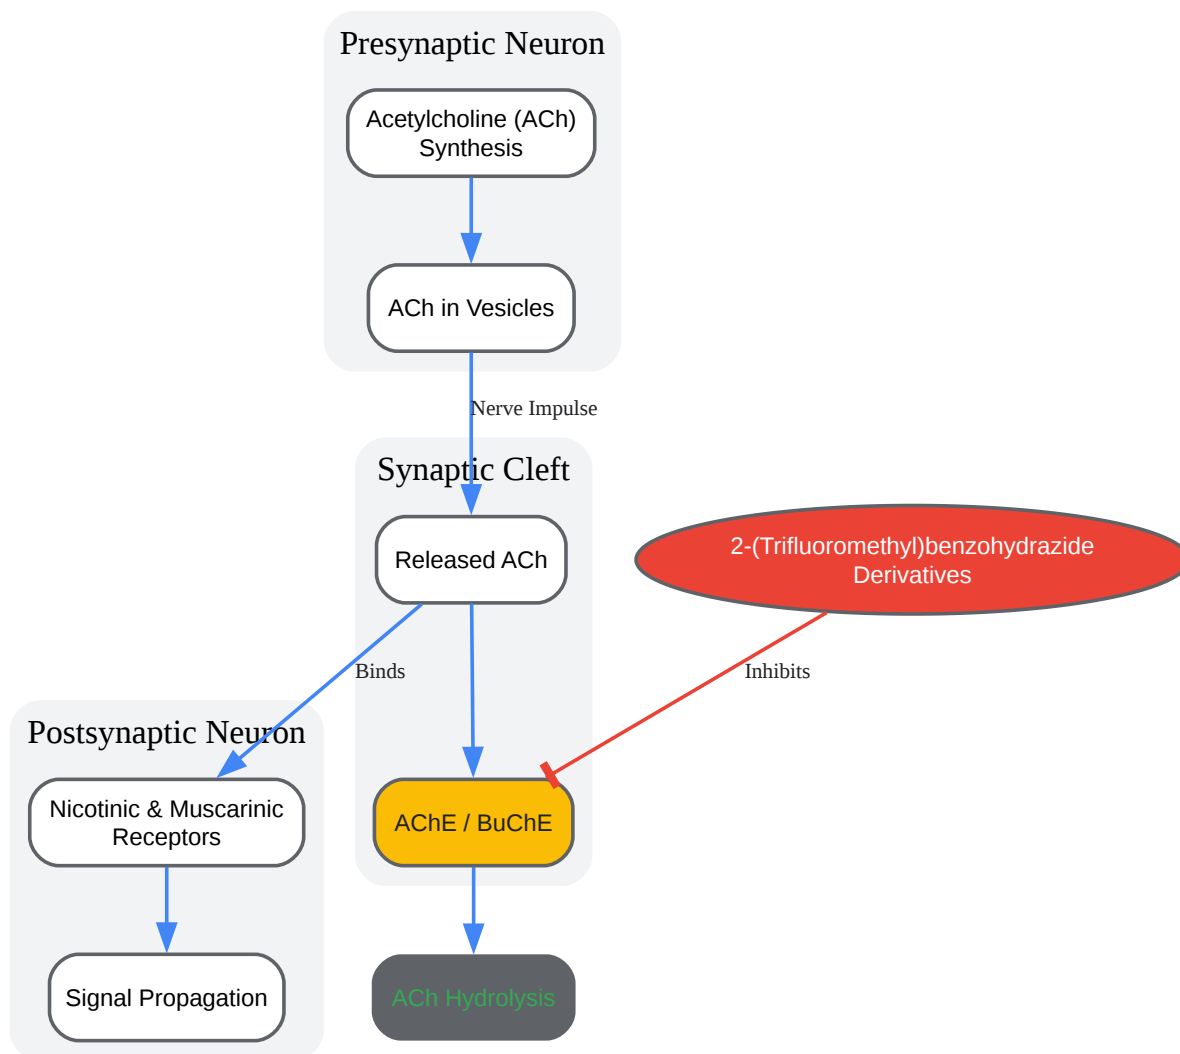 Presynaptic Neuron
Acetylcholine (ACh)
Synthesis
ACh in Vesicles
Nerve Impulse
Synaptic Cleft
Released ACh
2-(Trifluoromethyl)benzohydrazide
Derivatives
Binds
Inhibits
Postsynaptic Neuron
Nicotinic & Muscarinic
Receptors
AChE / BuChE
Signal Propagation
ACh Hydrolysis